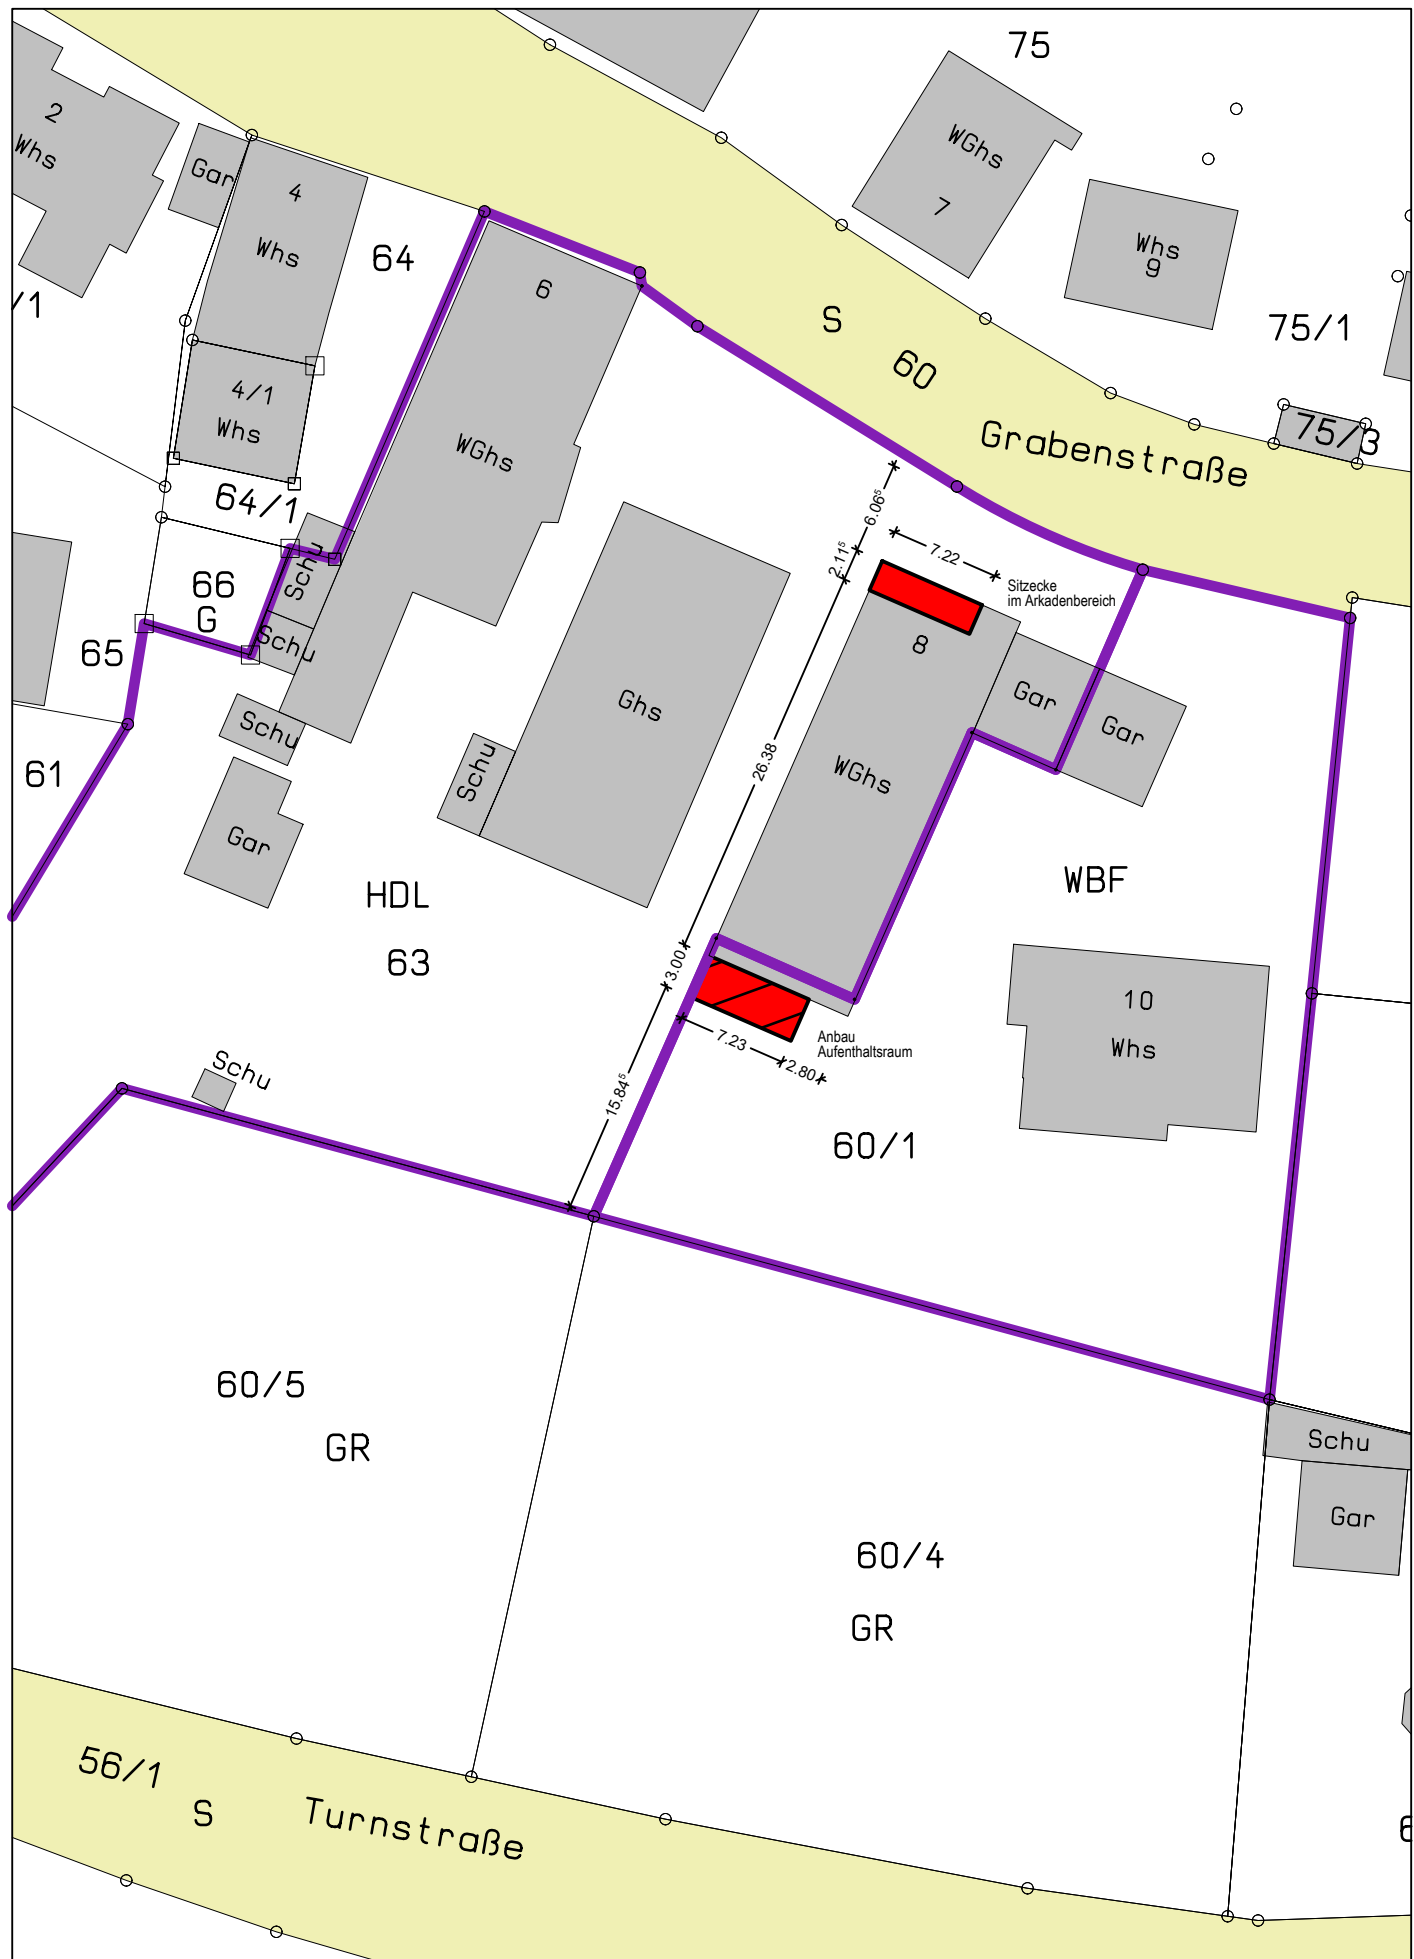 75
2
Whs
Gar
4
Whs
64
WGhs
7
Whs
9
6
/1
S
60
75/1
4/1
Whs
WGhs
Grabenstraße
75/3
64/1
6.06⁵
7.22
2.11⁵
Sitzecke
im Arkadenbereich
Schu
66
G
Schu
65
8
Gar
Gar
Ghs
Schu
61
Schu
26.38
WGhs
Gar
HDL
63
WBF
3.00
10
Whs
7.23
2.80
Anbau
Aufenthaltsraum
Schu
15.84⁵
60/1
60/5
GR
Schu
Gar
60/4
GR
56/1
S
Turnstraße